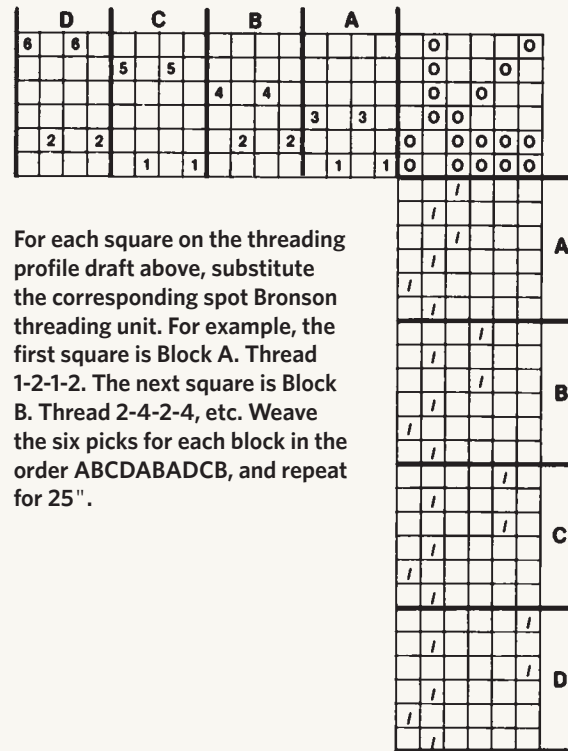 D C B A
6 6 O O
5 5 O O
4 4 O O
3 3 O O
2 2 2 2 O O O O O
1 1 1 1 O O O O O
/
/
/
/ A
/
/
For each square on the threading
profile draft above, substitute
the corresponding spot Bronson
threading unit. For example, the
first square is Block A. Thread
1-2-1-2. The next square is Block
B. Thread 2-4-2-4, etc. Weave
the six picks for each block in the
order ABCDABADCB, and repeat
for 25".
/
/
/
/ B
/
/
/
/
/
/ C
/
/
/
/
/
/ D
/
/